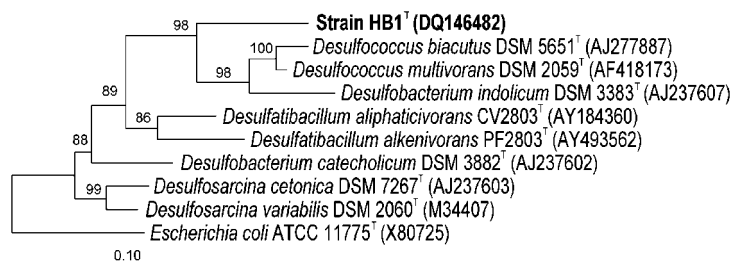 98 Strain HB1ᵀ (DQ146482)
100 Desulfococcus biacutus DSM 5651ᵀ (AJ277887)
Desulfococcus multivorans DSM 2059ᵀ (AF418173)
98 Desulfobacterium indolicum DSM 3383ᵀ (AJ237607)
89
86 Desulfatibacillum aliphaticivorans CV2803ᵀ (AY184360)
Desulfatibacillum alkenivorans PF2803ᵀ (AY493562)
88
Desulfobacterium catecholicum DSM 3882ᵀ (AJ237602)
99 Desulfosarcina cetonica DSM 7267ᵀ (AJ237603)
Desulfosarcina variabilis DSM 2060ᵀ (M34407)
Escherichia coli ATCC 11775ᵀ (X80725)
0.10